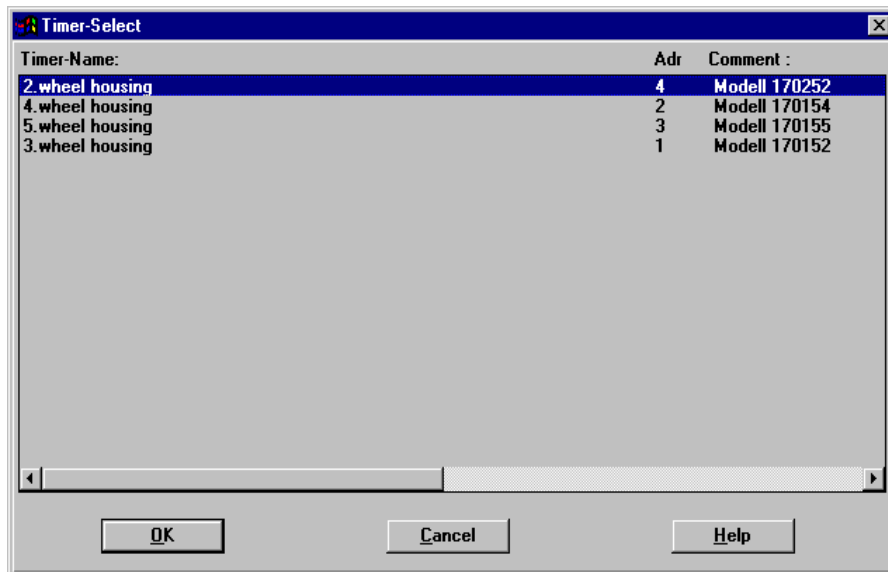 Timer-Select
Timer-Name: Adr Comment :
2.wheel housing 4 Modell 170252
4.wheel housing 2 Modell 170154
5.wheel housing 3 Modell 170155
3.wheel housing 1 Modell 170152
OK Cancel Help